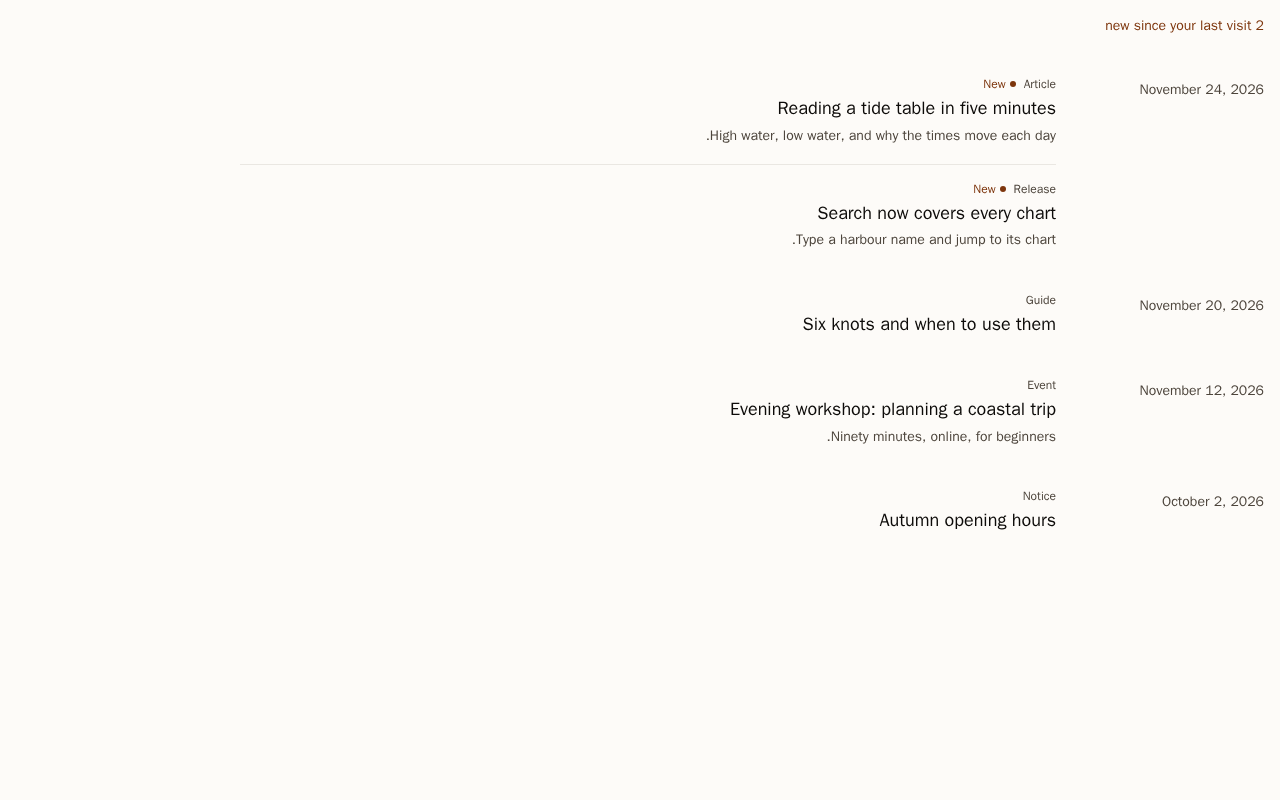 new since your last visit 2
November 24, 2026
New • Article
Reading a tide table in five minutes
.High water, low water, and why the times move each day
New • Release
Search now covers every chart
.Type a harbour name and jump to its chart
November 20, 2026
Guide
Six knots and when to use them
November 12, 2026
Event
Evening workshop: planning a coastal trip
.Ninety minutes, online, for beginners
October 2, 2026
Notice
Autumn opening hours